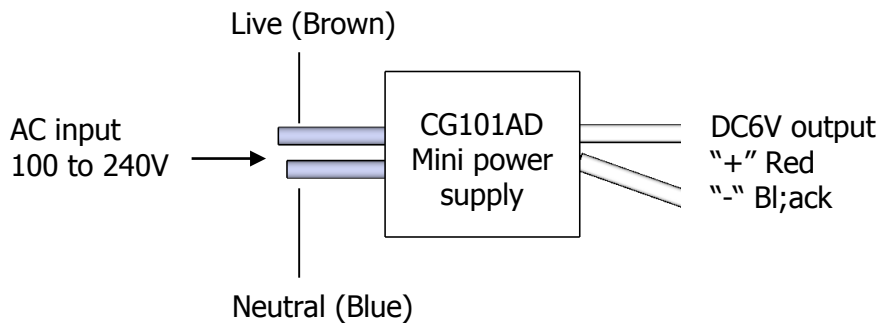 Live (Brown)
AC input
100 to 240V
CG101AD
Mini power
supply
DC6V output
“+” Red
“-“ Bl;ack
Neutral (Blue)